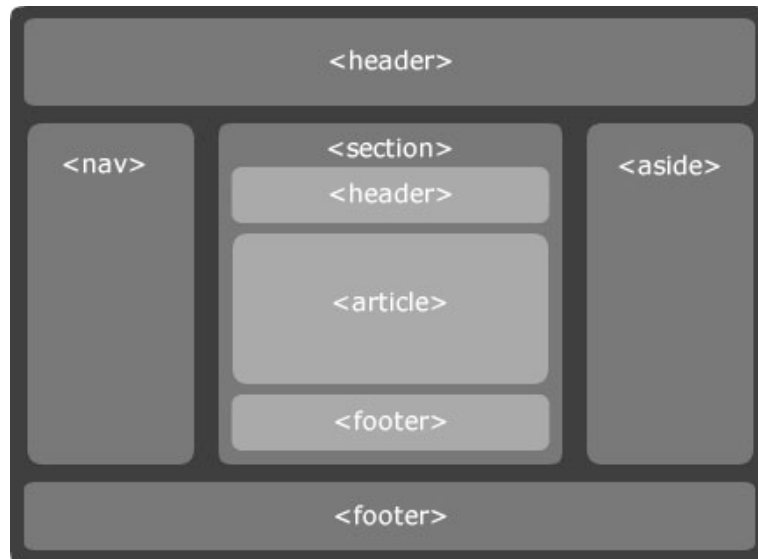 <header>
<nav>
<section>
<header>
<article>
<footer>
<aside>
<footer>